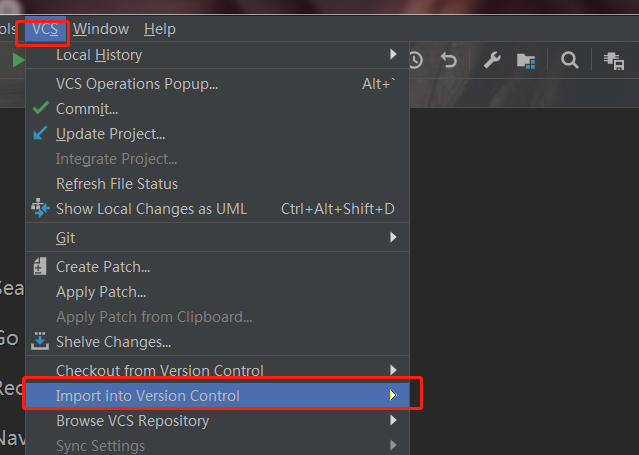 ols VCS Window Help
Local History
VCS Operations Popup... Alt+`
Commit...
Update Project...
Integrate Project...
Refresh File Status
Show Local Changes as UML Ctrl+Alt+Shift+D
Git
Create Patch...
Apply Patch...
Apply Patch from Clipboard...
Sea
Shelve Changes...
Go
Checkout from Version Control
Rec
Import into Version Control
Browse VCS Repository
Nav
Sync Settings